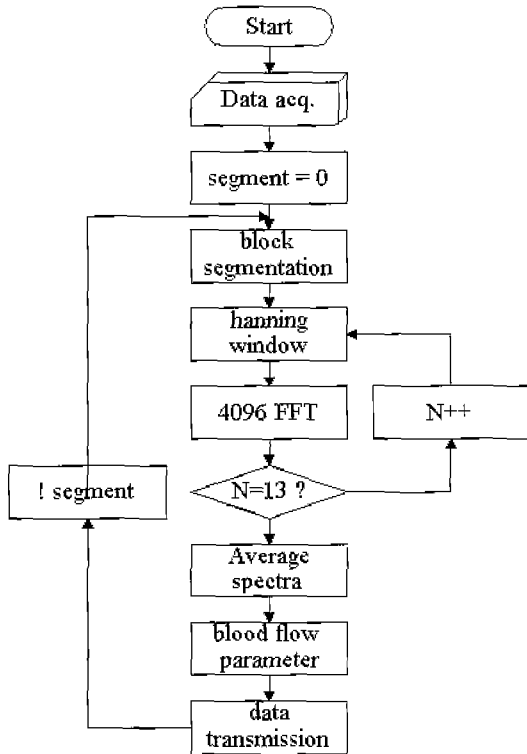 Start
Data acq.
segment = 0
block
segmentation
hanning
window
4096 FFT
N++
! segment
N=13 ?
Average
spectra
blood flow
parameter
data
transmission